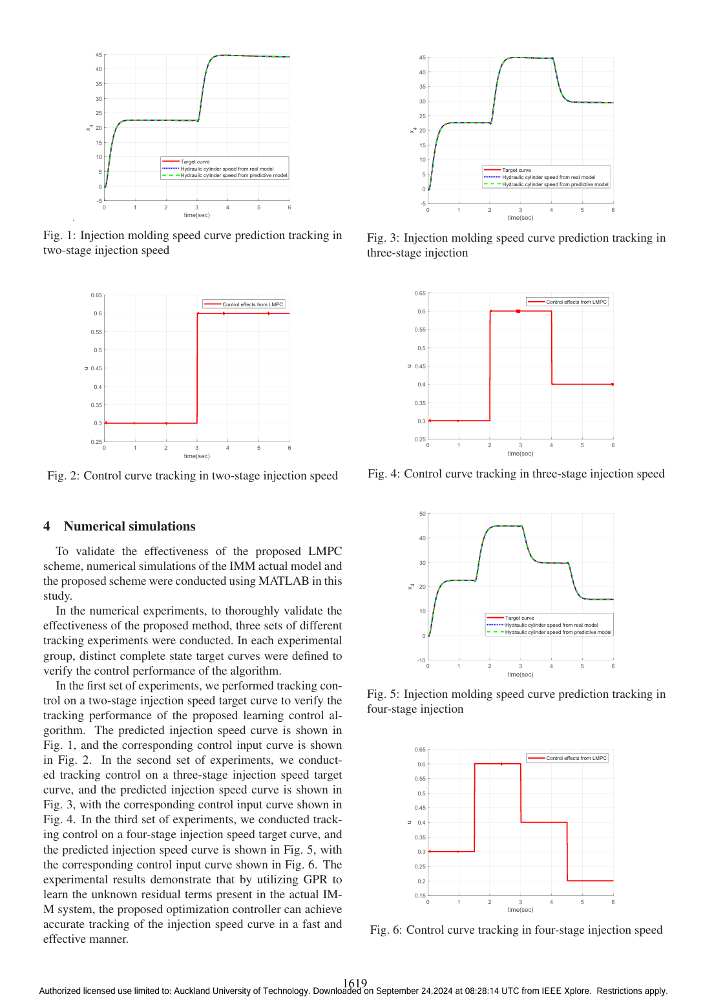 45
40
35
30
25
20
15
10
5
0
-5
x4
0 1 2 3 4 5 6
time(sec)
Target curve
Hydraulic cylinder speed from real model
Hydraulic cylinder speed from predictive model
Fig. 1: Injection molding speed curve prediction tracking in
two-stage injection speed
0.65
0.6
0.55
0.5
0.45
0.4
0.35
0.3
0.25
u
0 1 2 3 4 5 6
time(sec)
Control effects from LMPC
Fig. 2: Control curve tracking in two-stage injection speed
4 Numerical simulations
To validate the effectiveness of the proposed LMPC
scheme, numerical simulations of the IMM actual model and
the proposed scheme were conducted using MATLAB in this
study.
In the numerical experiments, to thoroughly validate the
effectiveness of the proposed method, three sets of different
tracking experiments were conducted. In each experimental
group, distinct complete state target curves were defined to
verify the control performance of the algorithm.
In the first set of experiments, we performed tracking con-
trol on a two-stage injection speed target curve to verify the
tracking performance of the proposed learning control al-
gorithm. The predicted injection speed curve is shown in
Fig. 1, and the corresponding control input curve is shown
in Fig. 2. In the second set of experiments, we conduct-
ed tracking control on a three-stage injection speed target
curve, and the predicted injection speed curve is shown in
Fig. 3, with the corresponding control input curve shown in
Fig. 4. In the third set of experiments, we conducted track-
ing control on a four-stage injection speed target curve, and
the predicted injection speed curve is shown in Fig. 5, with
the corresponding control input curve shown in Fig. 6. The
experimental results demonstrate that by utilizing GPR to
learn the unknown residual terms present in the actual IM-
M system, the proposed optimization controller can achieve
accurate tracking of the injection speed curve in a fast and
effective manner.
45
40
35
30
25
20
15
10
5
0
-5
x4
0 1 2 3 4 5 6
time(sec)
Target curve
Hydraulic cylinder speed from real model
Hydraulic cylinder speed from predictive model
Fig. 3: Injection molding speed curve prediction tracking in
three-stage injection
0.65
0.6
0.55
0.5
0.45
0.4
0.35
0.3
0.25
u
0 1 2 3 4 5 6
time(sec)
Control effects from LMPC
Fig. 4: Control curve tracking in three-stage injection speed
50
40
30
20
10
0
-10
x4
0 1 2 3 4 5 6
time(sec)
Target curve
Hydraulic cylinder speed from real model
Hydraulic cylinder speed from predictive model
Fig. 5: Injection molding speed curve prediction tracking in
four-stage injection
0.65
0.6
0.55
0.5
0.45
0.4
0.35
0.3
0.25
0.2
0.15
u
0 1 2 3 4 5 6
time(sec)
Control effects from LMPC
Fig. 6: Control curve tracking in four-stage injection speed
1619
Authorized licensed use limited to: Auckland University of Technology. Downloaded on September 24,2024 at 08:28:14 UTC from IEEE Xplore. Restrictions apply.